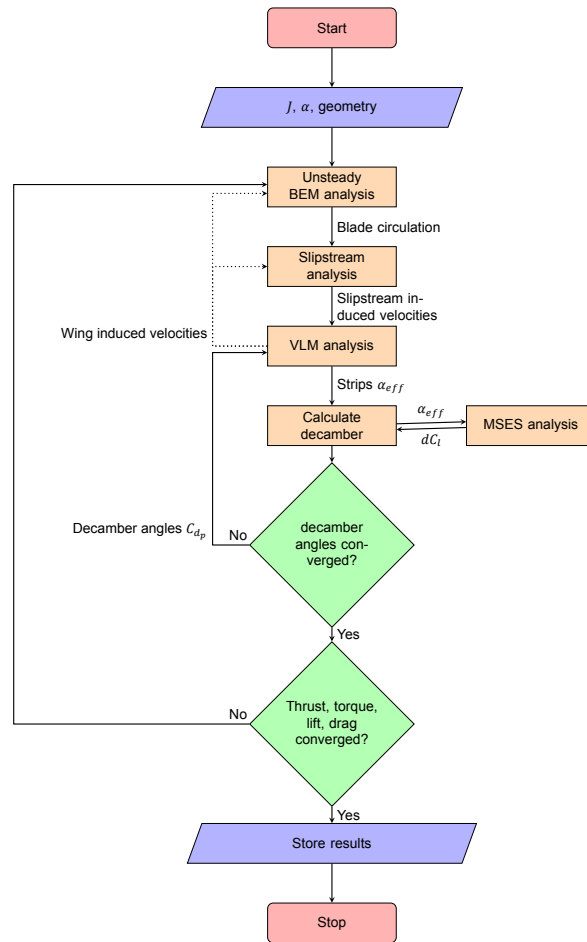 Start
J, α, geometry
Unsteady
BEM analysis
Blade circulation
Slipstream
analysis
Slipstream in-
duced velocities
Wing induced velocities
VLM analysis
Strips α_eff
Calculate
decamber
α_eff
dC_l
MSES analysis
decamber
angles con-
verged?
No
Decamber angles C_{d_p}
Yes
Thrust, torque,
lift, drag
converged?
No
Yes
Store results
Stop